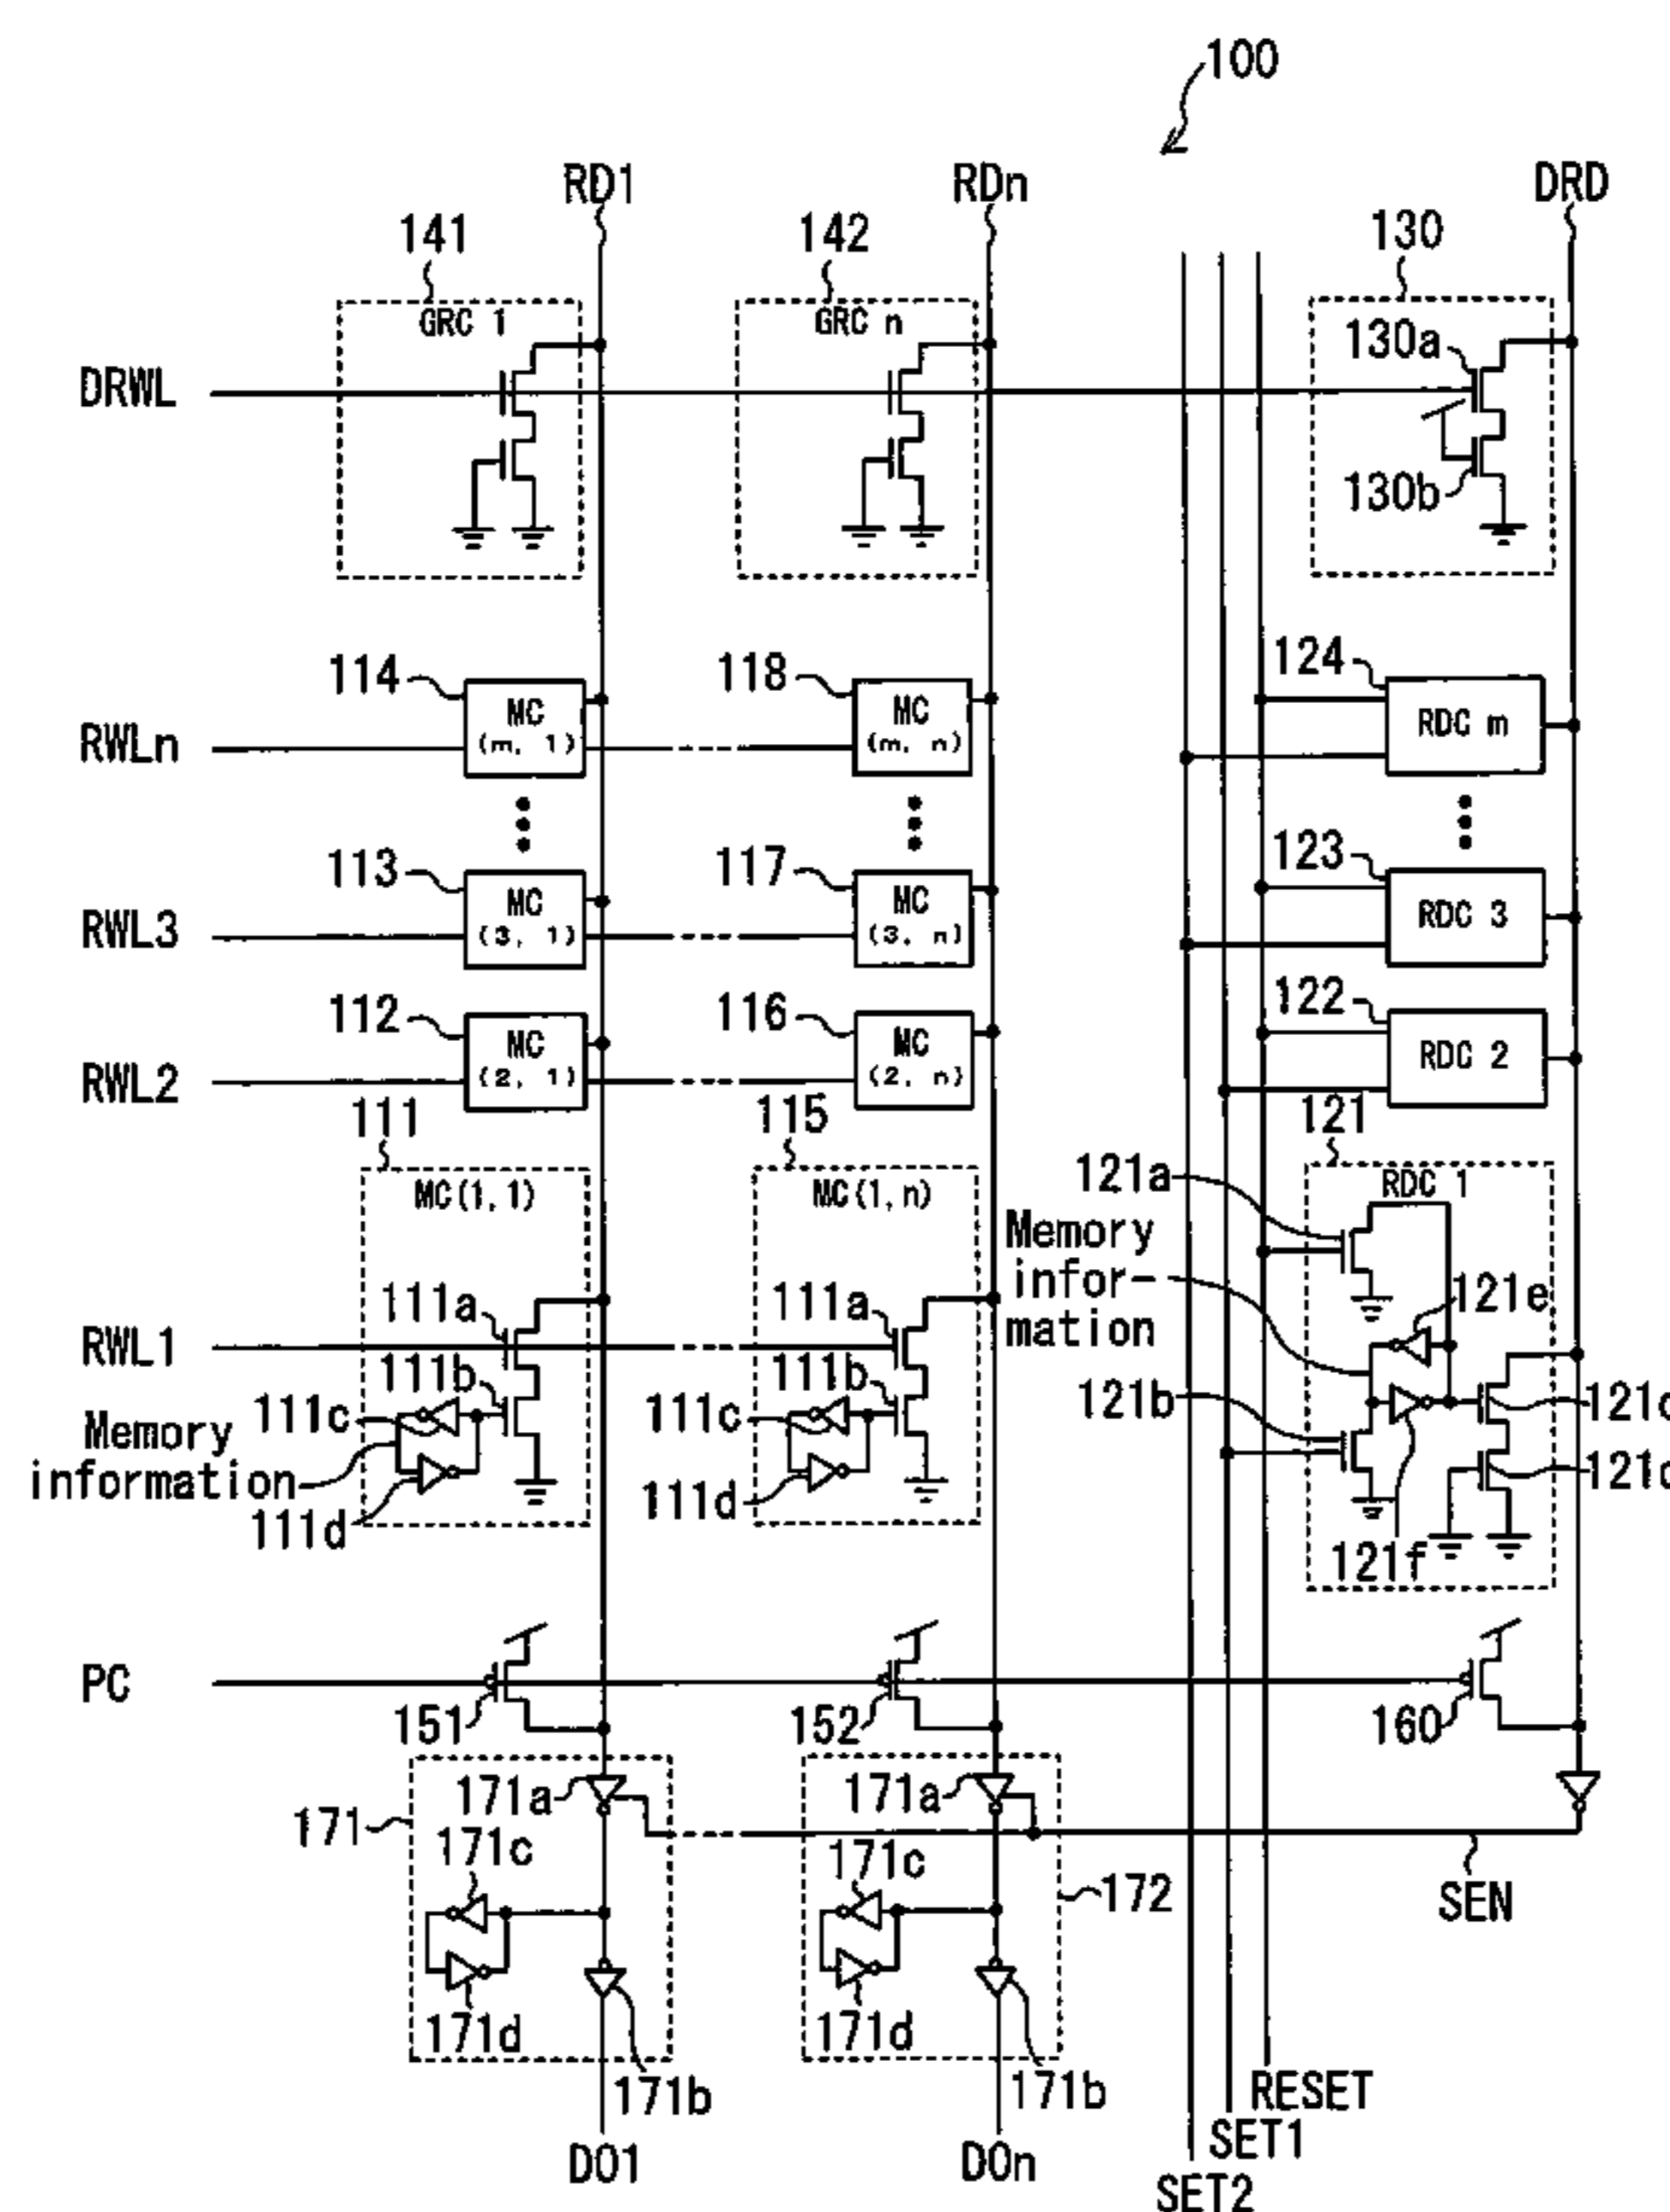 100
RD1
RDn
DRD
141
142
130
GRC 1
GRC n
130a
DRWL
130b
114
118
124
MC
(m, 1)
MC
(m, n)
RDC m
RWLn
113
117
123
MC
(3, 1)
MC
(3, n)
RDC 3
RWL3
112
116
122
MC
(2, 1)
MC
(2, n)
RDC 2
RWL2
111
115
121
MC(1,1)
MC(1,n)
121a
RDC 1
Memory
infor-
mation
111a
111a
121e
RWL1
111b
111b
121b
111c
111c
Memory
information
111d
111d
121f
PC
151
152
160
171a
171a
171
171c
171c
172
SEN
171d
171d
171b
171b
RESET
DO1
DOn
SET1
SET2